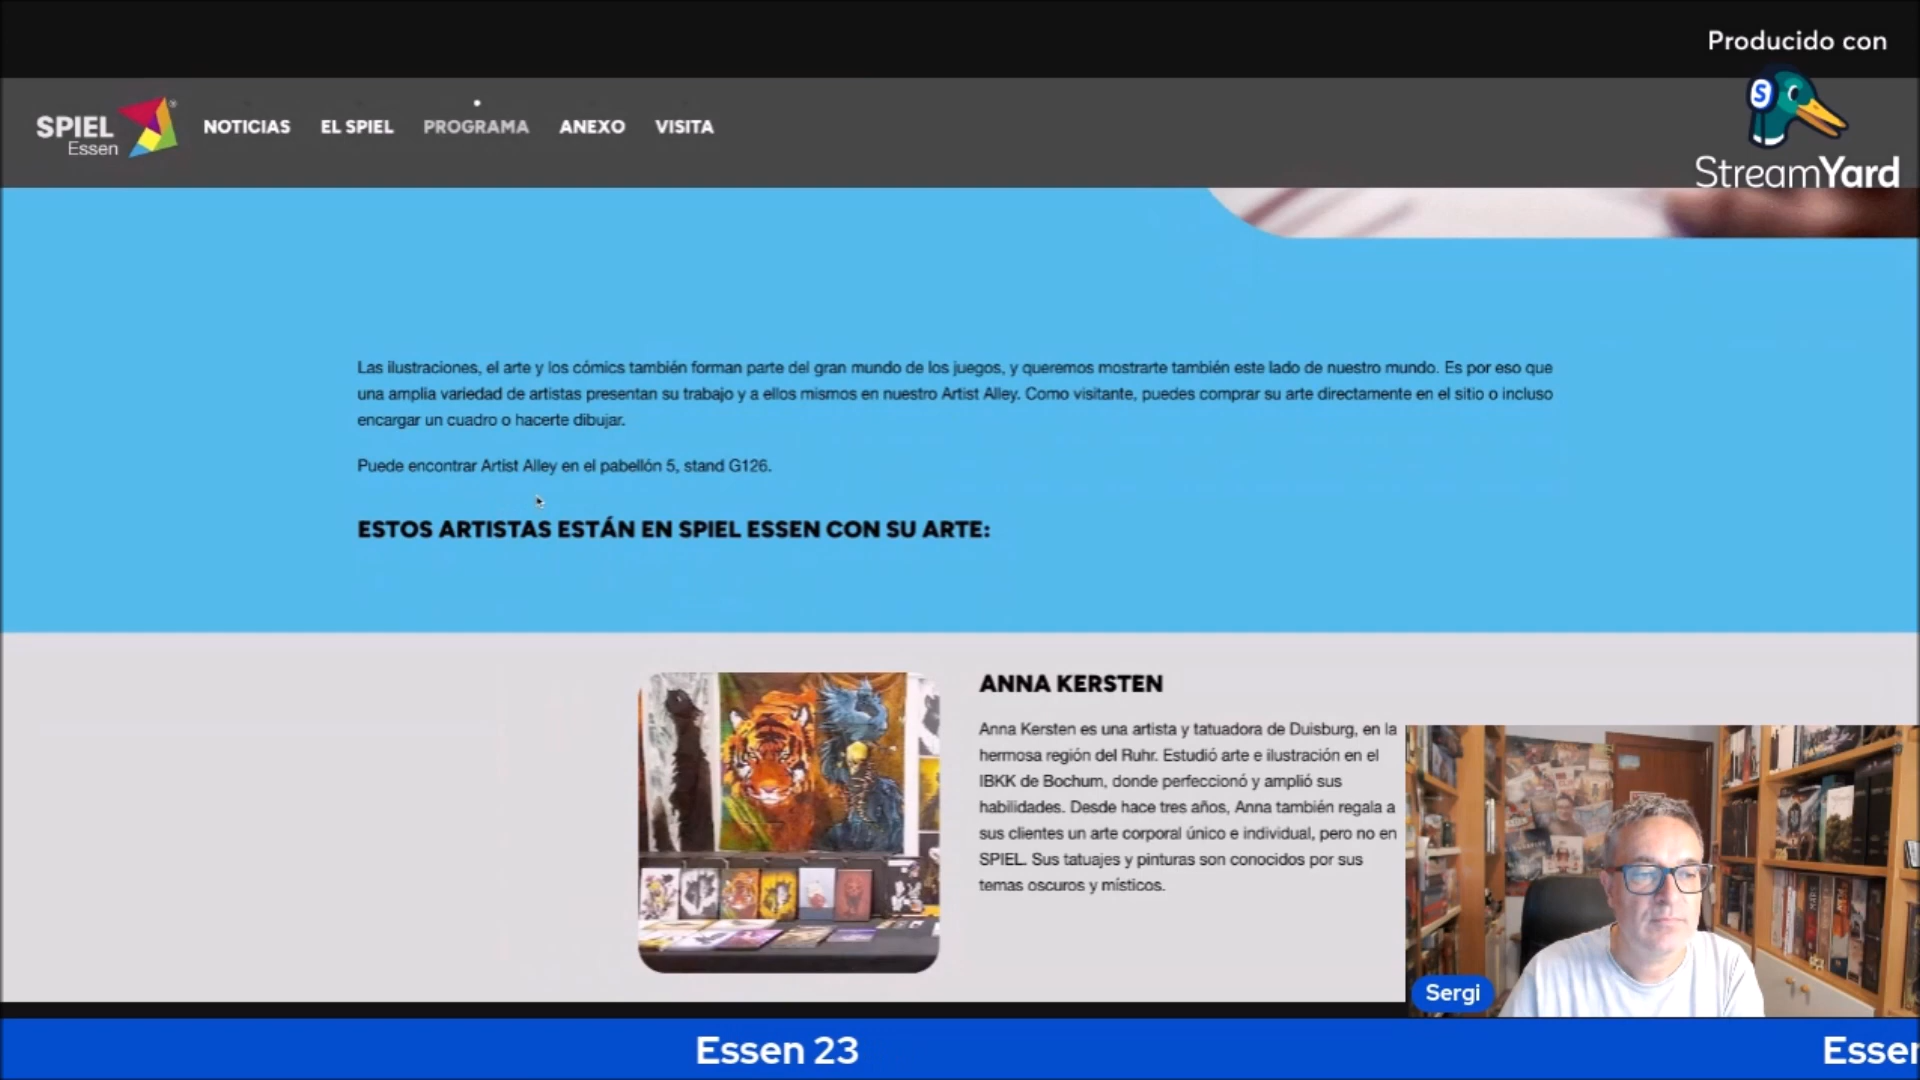 Producido con
StreamYard
SPIEL
Essen
NOTICIAS EL SPIEL PROGRAMA ANEXO VISITA
Las ilustraciones, el arte y los cómics también forman parte del gran mundo de los juegos, y queremos mostrarte también este lado de nuestro mundo. Es por eso que
una amplia variedad de artistas presentan su trabajo y a ellos mismos en nuestro Artist Alley. Como visitante, puedes comprar su arte directamente en el sitio o incluso
encargar un cuadro o hacerte dibujar.
Puede encontrar Artist Alley en el pabellón 5, stand G126.
ESTOS ARTISTAS ESTÁN EN SPIEL ESSEN CON SU ARTE:
ANNA KERSTEN
Anna Kersten es una artista y tatuadora de Duisburg, en la
hermosa región del Ruhr. Estudió arte e ilustración en el
IBKK de Bochum, donde perfeccionó y amplió sus
habilidades. Desde hace tres años, Anna también regala a
sus clientes un arte corporal único e individual, pero no en
SPIEL. Sus tatuajes y pinturas son conocidos por sus
temas oscuros y místicos.
Sergi
Essen 23
Essen